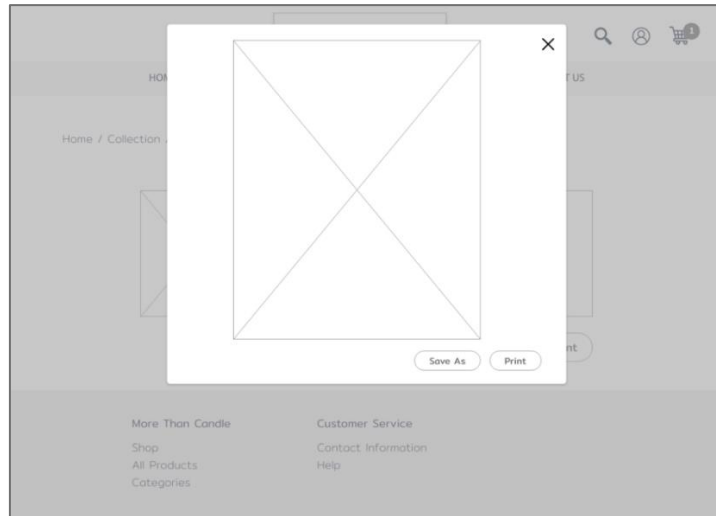 1
HOM
T US
Home / Collection /
nt
Save As
Print
More Than Candle
Customer Service
Shop
Contact Information
All Products
Help
Categories